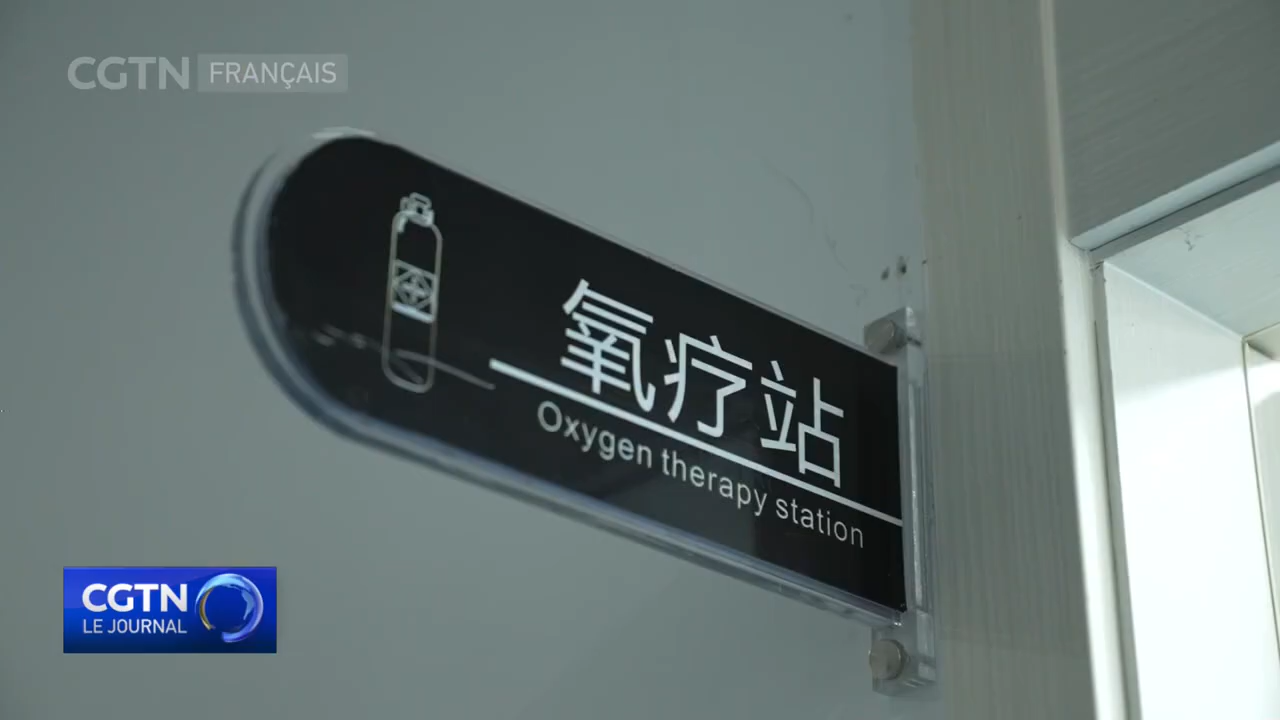 CGTN FRANÇAIS
氧疗站
Oxygen therapy station
CGTN
LE JOURNAL